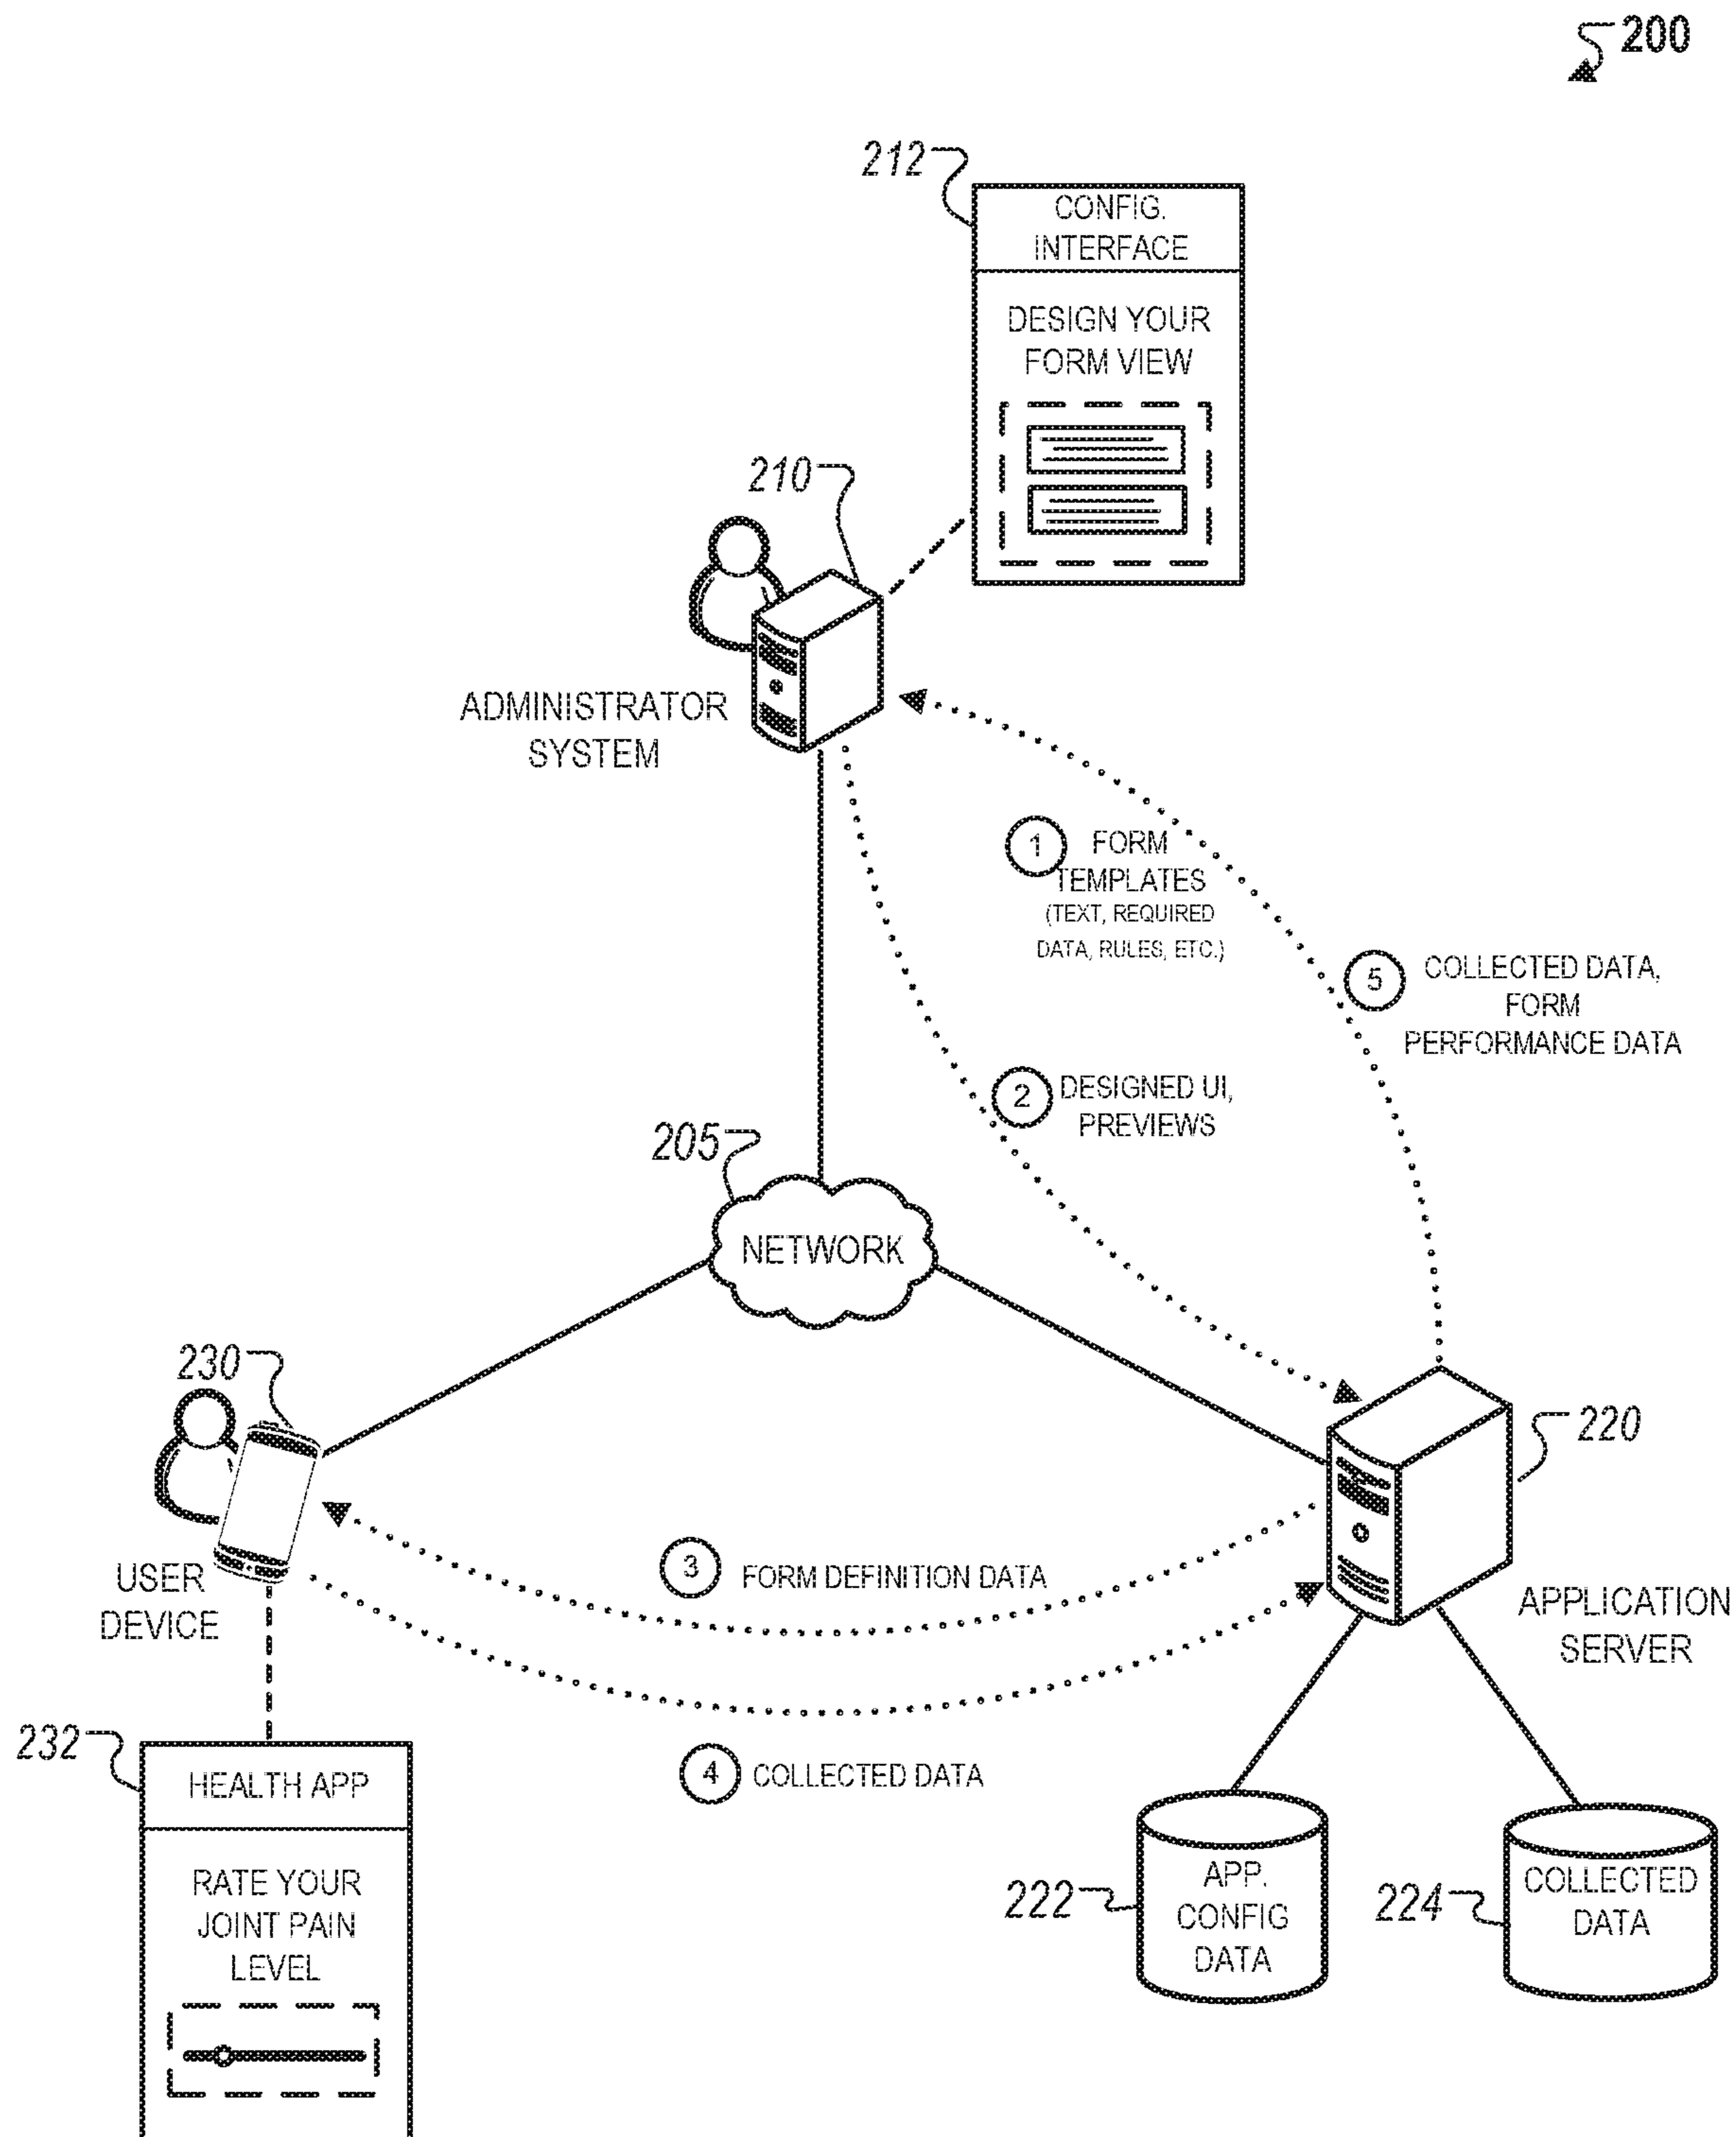 200
212
CONFIG.
INTERFACE
DESIGN YOUR
FORM VIEW
210
ADMINISTRATOR
SYSTEM
1
FORM
TEMPLATES
(TEXT, REQUIRED
DATA, RULES, ETC.)
5
COLLECTED DATA,
FORM
PERFORMANCE DATA
2
DESIGNED UI,
PREVIEWS
205
NETWORK
230
USER
DEVICE
220
APPLICATION
SERVER
3
FORM DEFINITION DATA
4
COLLECTED DATA
232
HEALTH APP
RATE YOUR
JOINT PAIN
LEVEL
222
APP.
CONFIG
DATA
224
COLLECTED
DATA